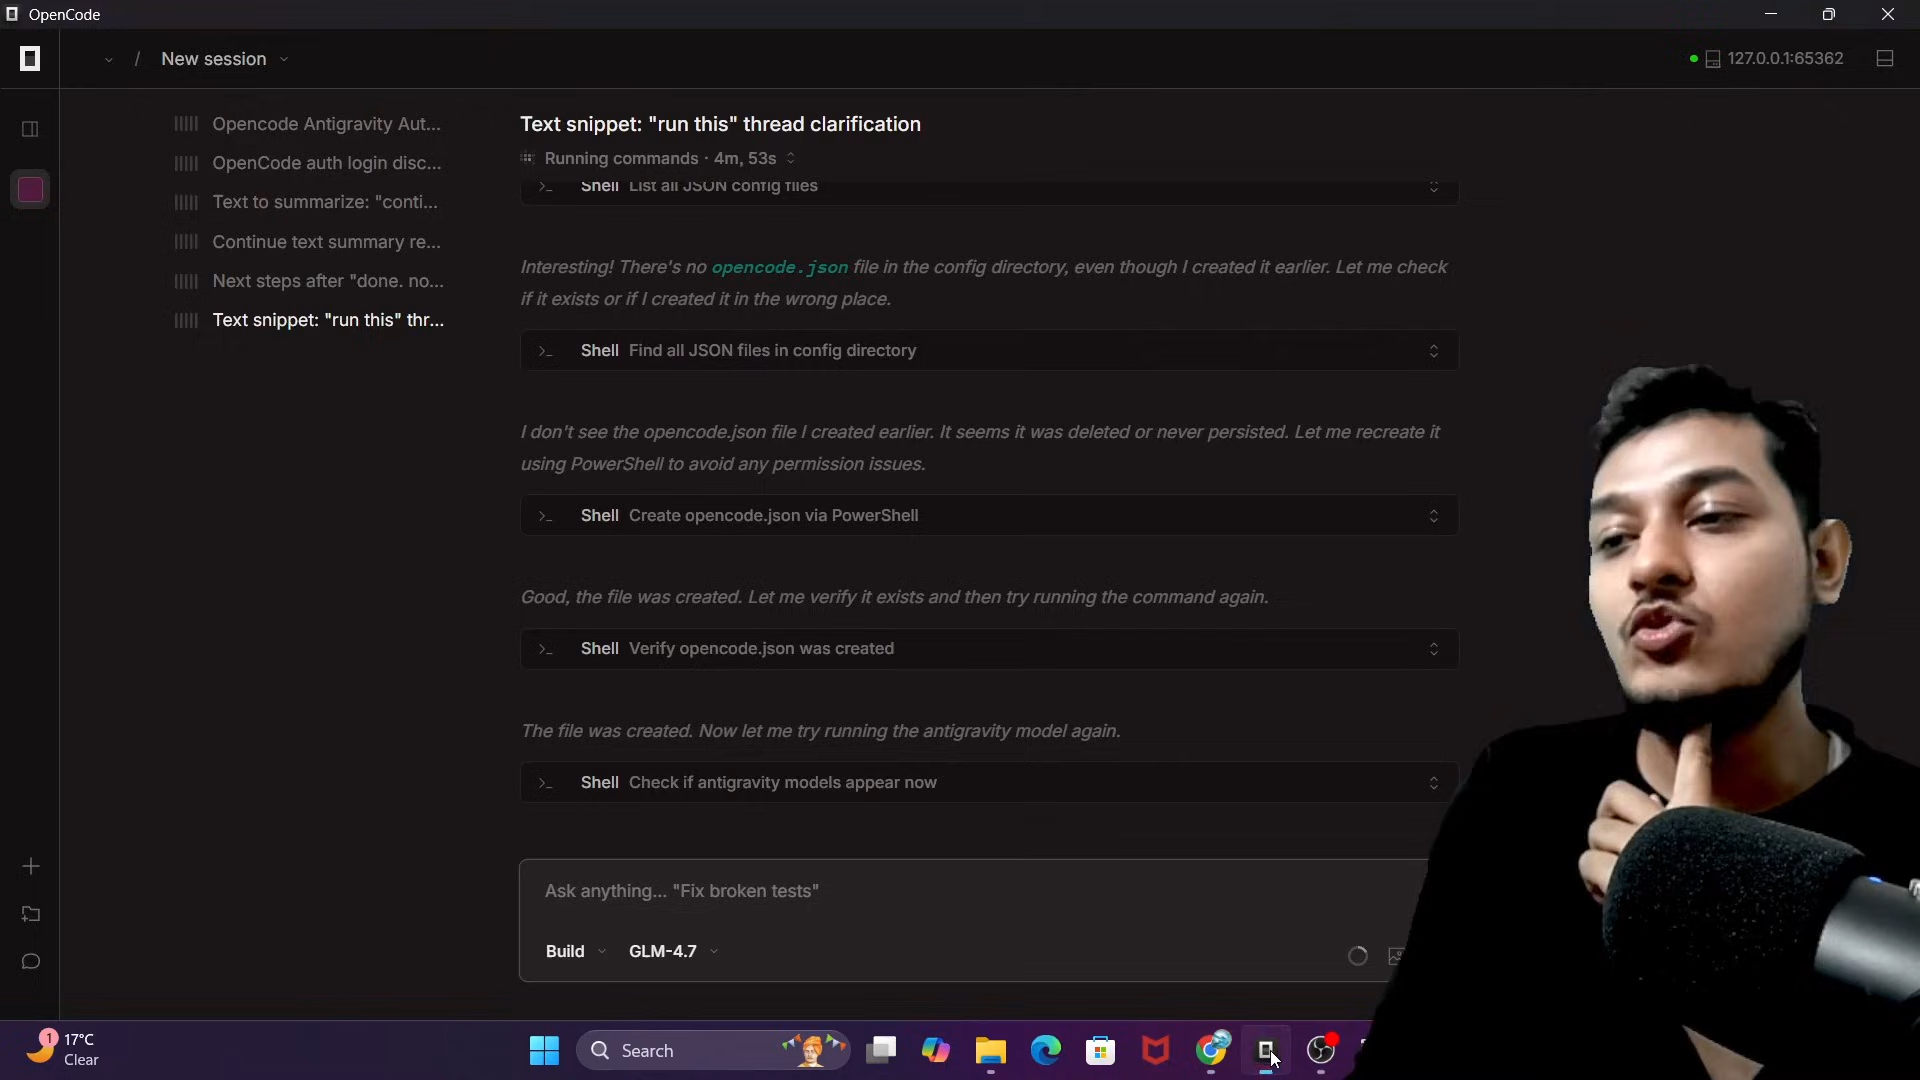 OpenCode
/ New session
127.0.0.1:65362
Opencode Antigravity Aut...
OpenCode auth login disc...
Text to summarize: "conti...
Continue text summary re...
Next steps after "done. no...
Text snippet: "run this" thr...
Text snippet: "run this" thread clarification
Running commands · 4m, 53s
Shell List all JSON config files
Interesting! There's no opencode.json file in the config directory, even though I created it earlier. Let me check
if it exists or if I created it in the wrong place.
Shell Find all JSON files in config directory
I don't see the opencode.json file I created earlier. It seems it was deleted or never persisted. Let me recreate it
using PowerShell to avoid any permission issues.
Shell Create opencode.json via PowerShell
Good, the file was created. Let me verify it exists and then try running the command again.
Shell Verify opencode.json was created
The file was created. Now let me try running the antigravity model again.
Shell Check if antigravity models appear now
Ask anything... "Fix broken tests"
Build GLM-4.7
1
17°C
Clear
Search